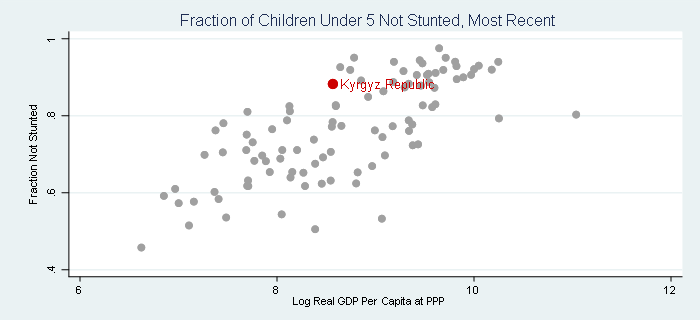 Fraction of Children Under 5 Not Stunted, Most Recent
Fraction Not Stunted
1
.8
.6
.4
Kyrgyz Republic
6
8
10
12
Log Real GDP Per Capita at PPP